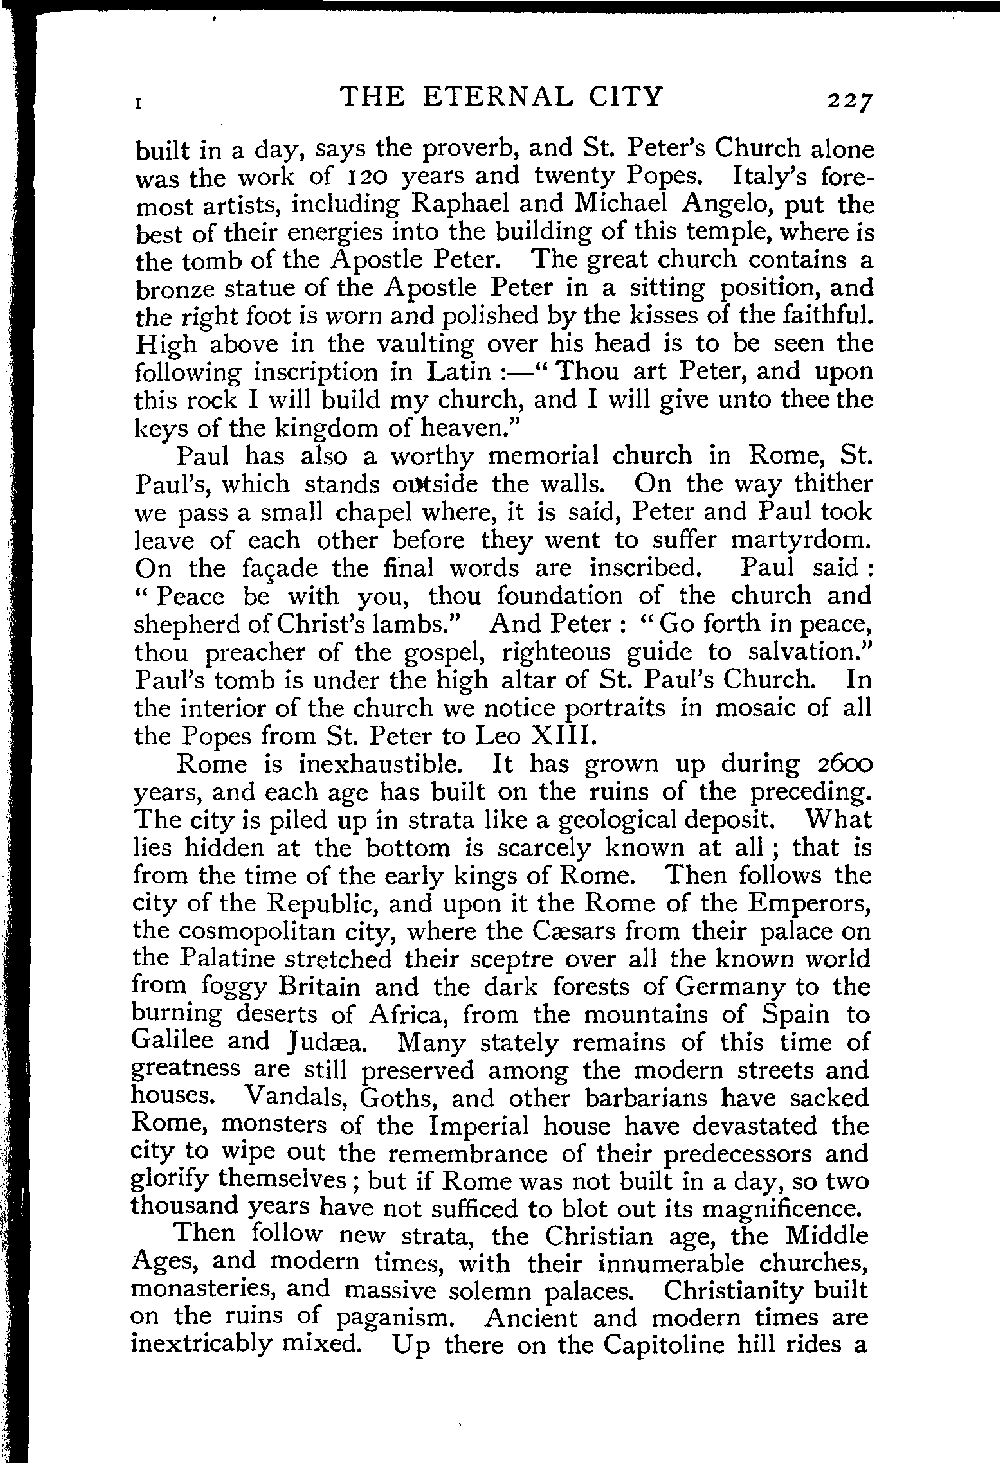 I THE ETERNAL CITY 227
built in a day, says the proverb, and St. Peter's Church alone
was the work of 120 years and twenty Popes. Italy's fore-
most artists, including Raphael and Michael Angelo, put the
best of their energies into the building of this temple, where is
the tomb of the Apostle Peter. The great church contains a
bronze statue of the Apostle Peter in a sitting position, and
the right foot is worn and polished by the kisses of the faithful.
High above in the vaulting over his head is to be seen the
following inscription in Latin :—" Thou art Peter, and upon
this rock I will build my church, and I will give unto thee the
keys of the kingdom of heaven."
Paul has also a worthy memorial church in Rome, St.
Paul's, which stands outside the walls. On the way thither
we pass a small chapel where, it is said, Peter and Paul took
leave of each other before they went to suffer martyrdom.
On the façade the final words are inscribed. Paul said :
" Peace be with you, thou foundation of the church and
shepherd of Christ's lambs." And Peter : " Go forth in peace,
thou preacher of the gospel, righteous guide to salvation."
Paul's tomb is under the high altar of St. Paul's Church. In
the interior of the church we notice portraits in mosaic of all
the Popes from St. Peter to Leo XIII.
Rome is inexhaustible. It has grown up during 2600
years, and each age has built on the ruins of the preceding.
The city is piled up in strata like a geological deposit. What
lies hidden at the bottom is scarcely known at all ; that is
from the time of the early kings of Rome. Then follows the
city of the Republic, and upon it the Rome of the Emperors,
the cosmopolitan city, where the Cæsars from their palace on
the Palatine stretched their sceptre over all the known world
from foggy Britain and the dark forests of Germany to the
burning deserts of Africa, from the mountains of Spain to
Galilee and Judæa. Many stately remains of this time of
greatness are still preserved among the modern streets and
houses. Vandals, Goths, and other barbarians have sacked
Rome, monsters of the Imperial house have devastated the
city to wipe out the remembrance of their predecessors and
glorify themselves ; but if Rome was not built in a day, so two
thousand years have not sufficed to blot out its magnificence.
Then follow new strata, the Christian age, the Middle
Ages, and modern times, with their innumerable churches,
monasteries, and massive solemn palaces. Christianity built
on the ruins of paganism. Ancient and modern times are
inextricably mixed. Up there on the Capitoline hill rides a